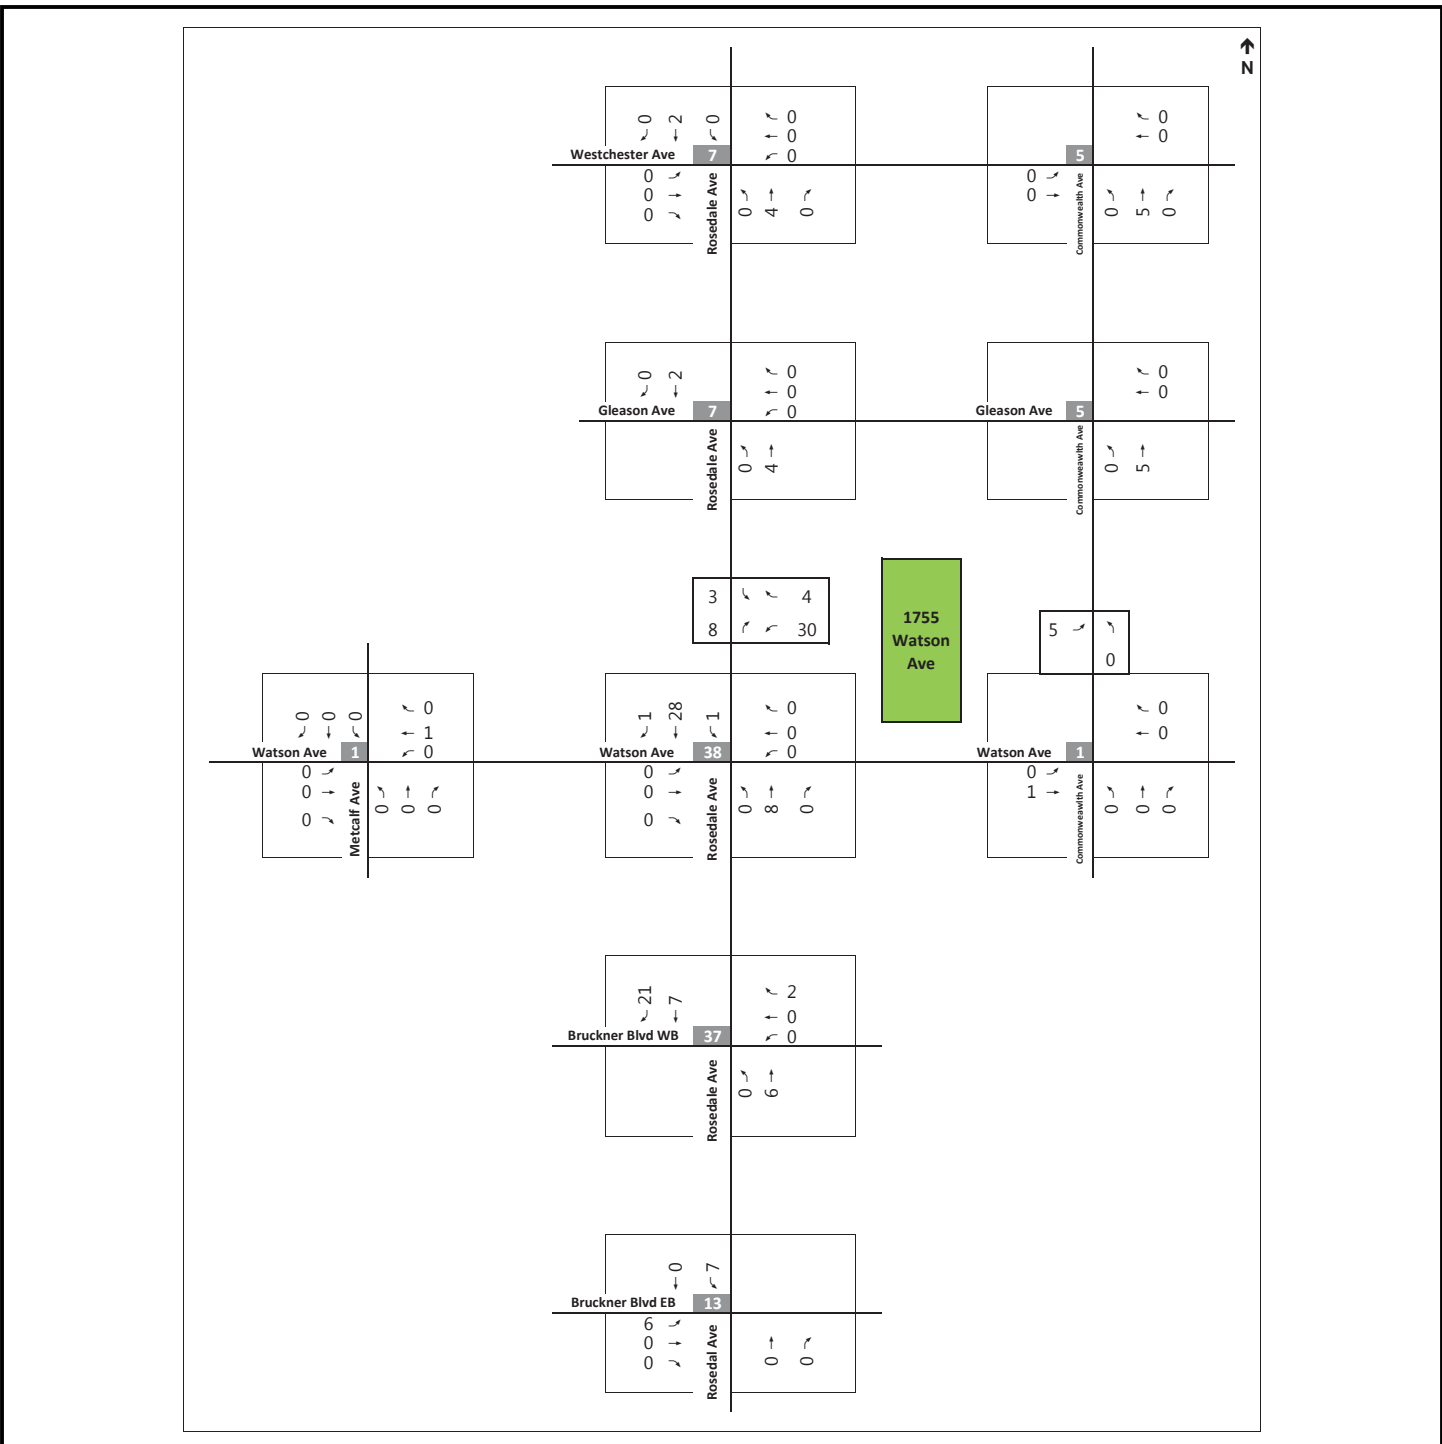 N
0 2 0 0
0
Westchester Ave 7 0
0
0
0
Rosedale Ave
0 4 0
0
0
5
0
0
Commonwealth Ave
0 5 0
0 2 0
0
Gleason Ave 7 0
Rosedale Ave
0 4
0
0
Gleason Ave 5
Commonweawlth Ave
0 5
3 4
8 30
1755
Watson
Ave
5
0
0 0 0 0
1
Watson Ave 1 0
0
0
0
Metcalf Ave
0 0 0
1 28 1 0
0
Watson Ave 38 0
0
0
0
Rosedale Ave
0 8 0
0
0
Watson Ave 1
0
1
Commonweawlth Ave
0 0 0
21 7 2
0
Bruckner Blvd WB 37 0
Rosedale Ave
0 6
0 7
Bruckner Blvd EB 13
6
0
0
Rosedal Ave
0 0